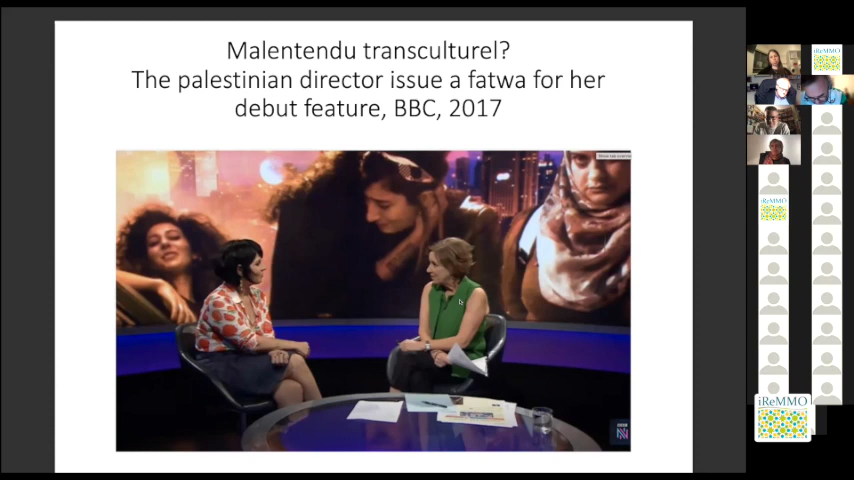 Malentendu transculturel?
The palestinian director issue a fatwa for her
debut feature, BBC, 2017
iReMMO
iReMMO
iReMMO